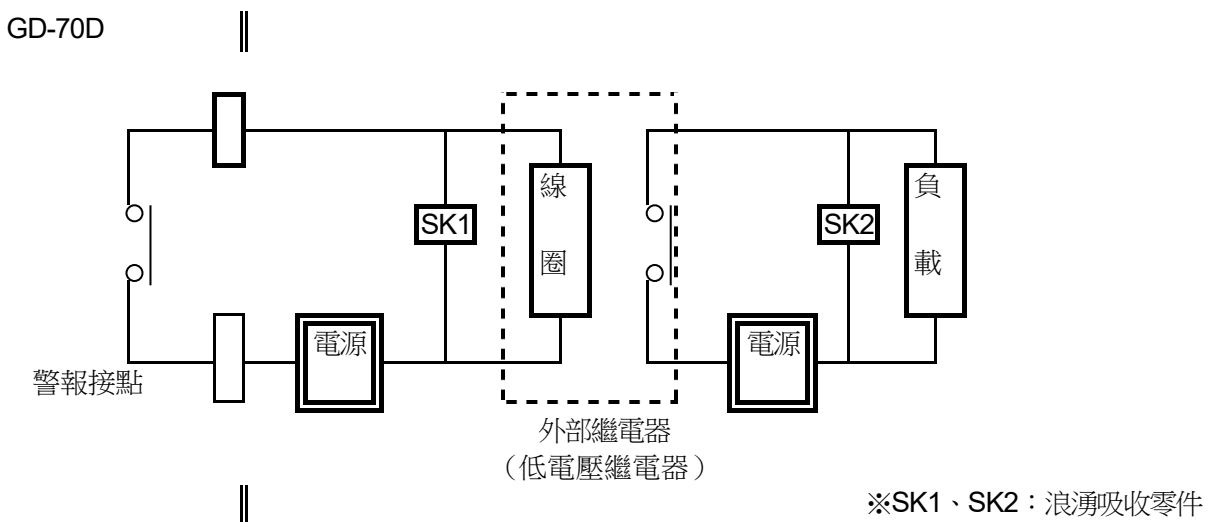 GD-70D
線
圈
SK1
負
載
SK2
電源
電源
警報接點
外部繼電器
（低電壓繼電器）
※SK1、SK2：浪湧吸收零件